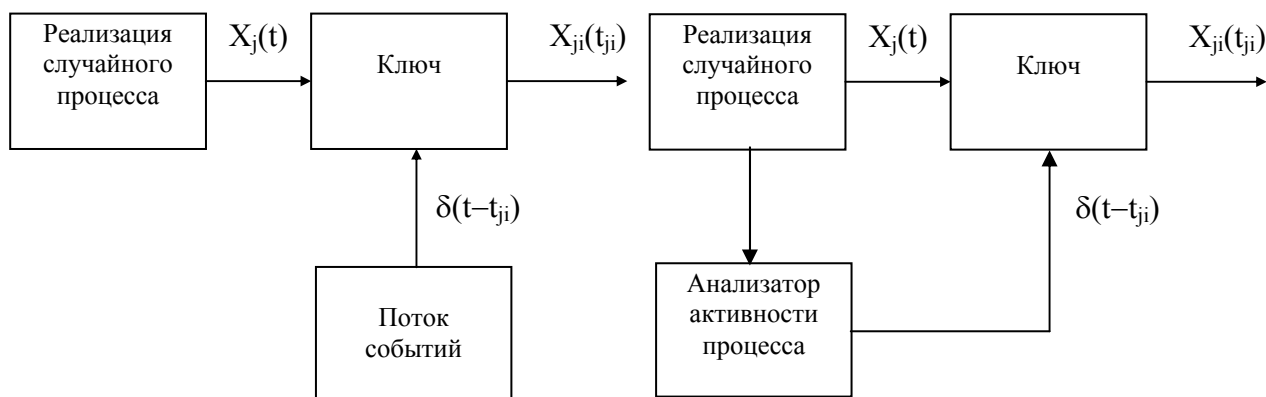 Реализация
случайного
процесса
Xj(t)
Ключ
Xji(tji)
δ(t–tji)
Поток
событий
Реализация
случайного
процесса
Xj(t)
Ключ
Xji(tji)
δ(t–tji)
Анализатор
активности
процесса